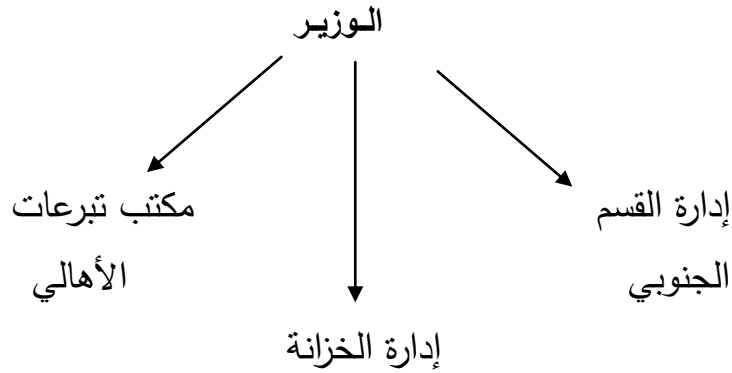 الوزير
إدارة القسم
الجنوبي
مكتب تبرعات
الأهالي
إدارة الخزانة